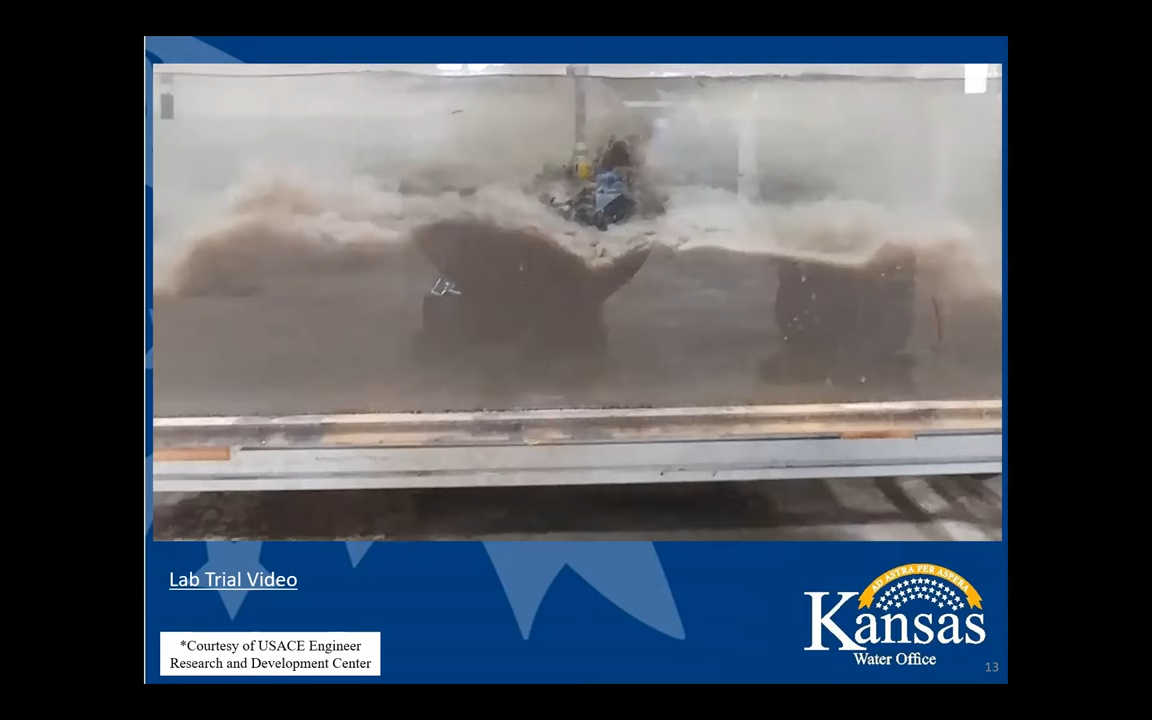 Lab Trial Video
*Courtesy of USACE Engineer
Research and Development Center
AD ASTRA PER ASPERA
Kansas
Water Office
13